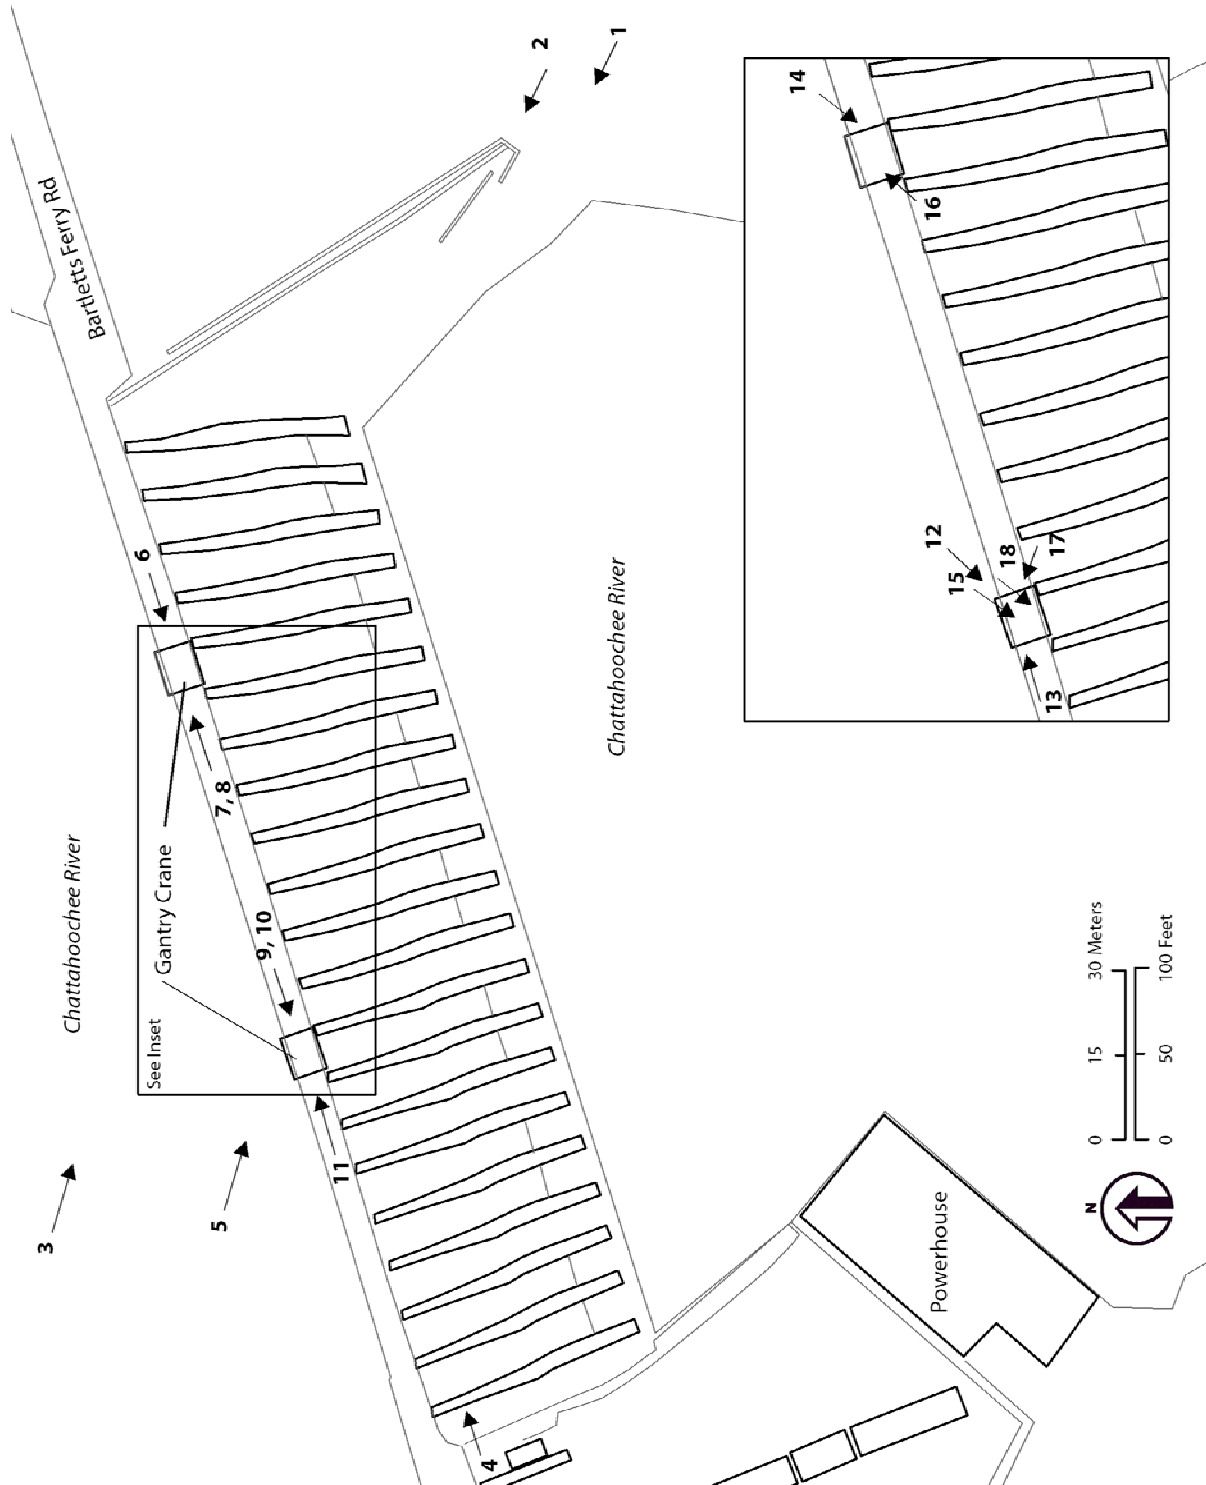 1
2
Bartletts Ferry Rd
14
16
6
12
18
15
17
13
7, 8
Chattahoochee River
Chattahoochee River
Gantry Crane
9, 10
See Inset
11
5
3
4
30 Meters
15
0
100 Feet
50
0
N
Powerhouse